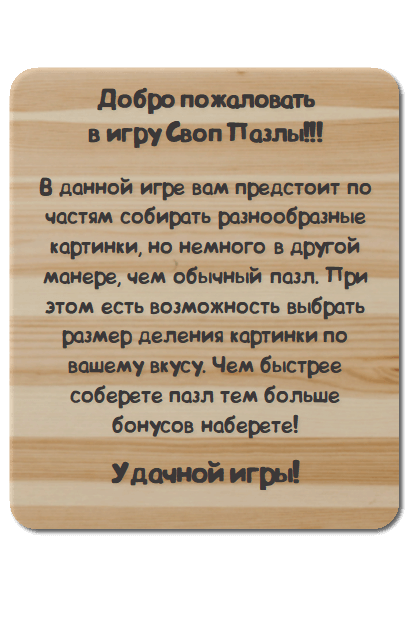 Добро пожаловать
в игру Своп Пазлы!!!
В данной игре вам предстоит по
частям собирать разнообразные
картинки, но немного в другой
манере, чем обычный пазл. При
этом есть возможность выбрать
размер деления картинки по
вашему вкусу. Чем быстрее
соберете пазл тем больше
бонусов наберете!
Удачной игры!